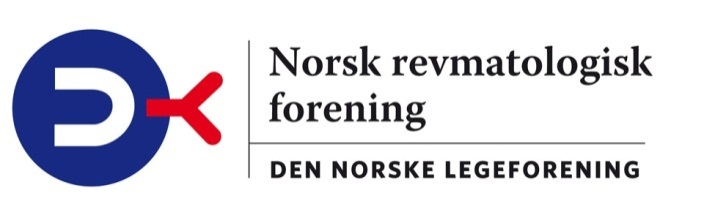 Norsk revmatologisk
forening
DEN NORSKE LEGEFORENING